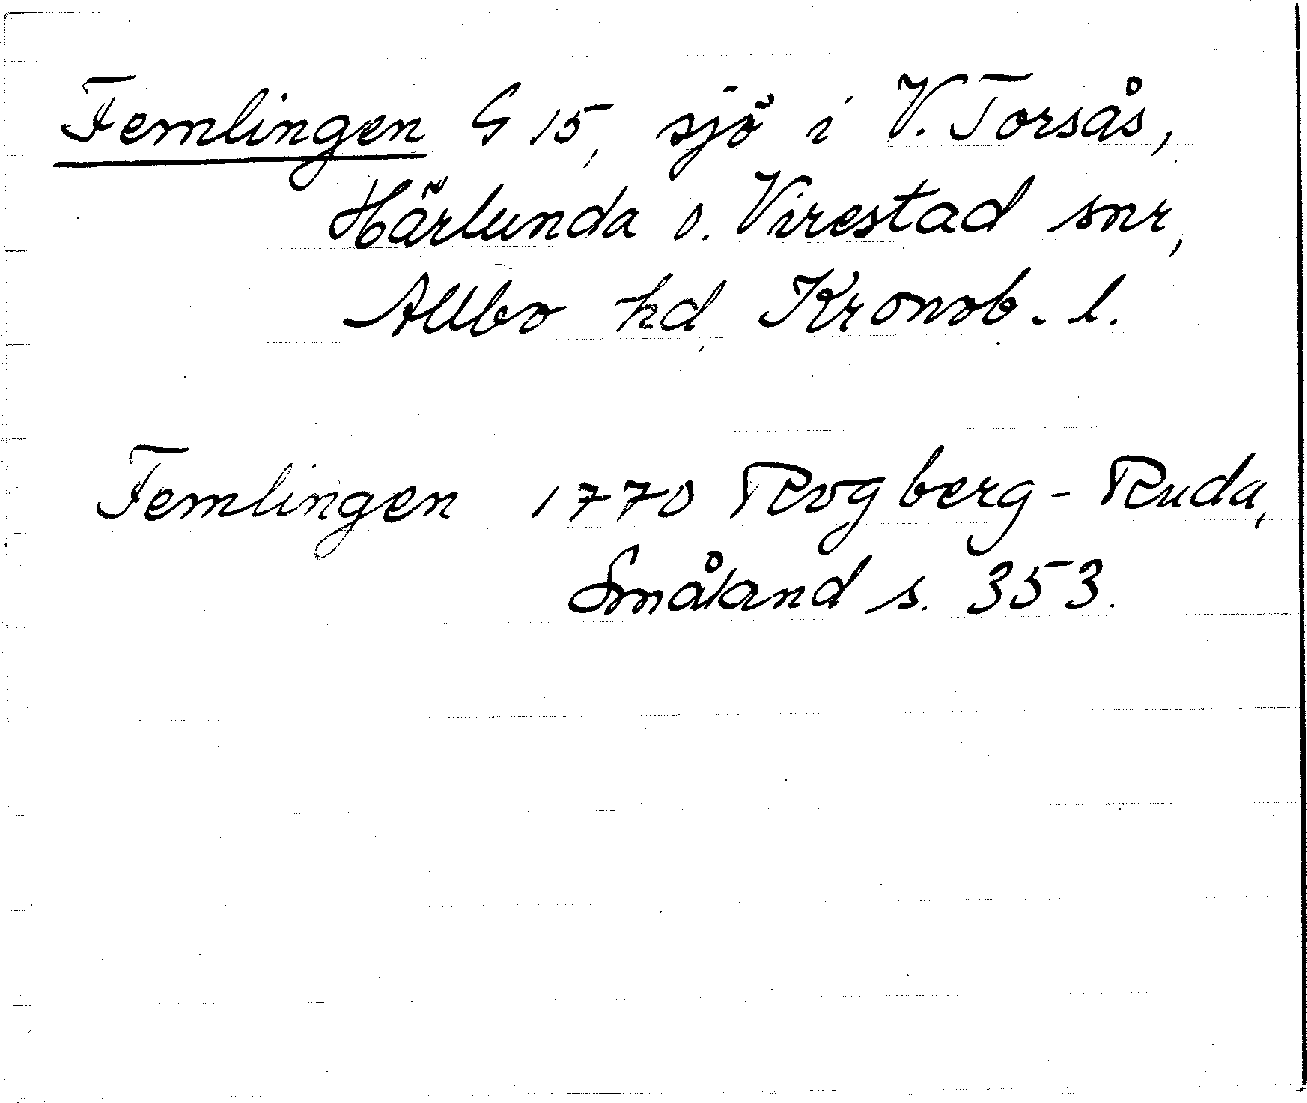 Femlingen G 15, sjö i V. Torsås,
Härlunda o. Virestad snr,
Allbo hd, Kronob. l.
Femlingen 1770 Rogberg-Ruda,
Småland s. 353.